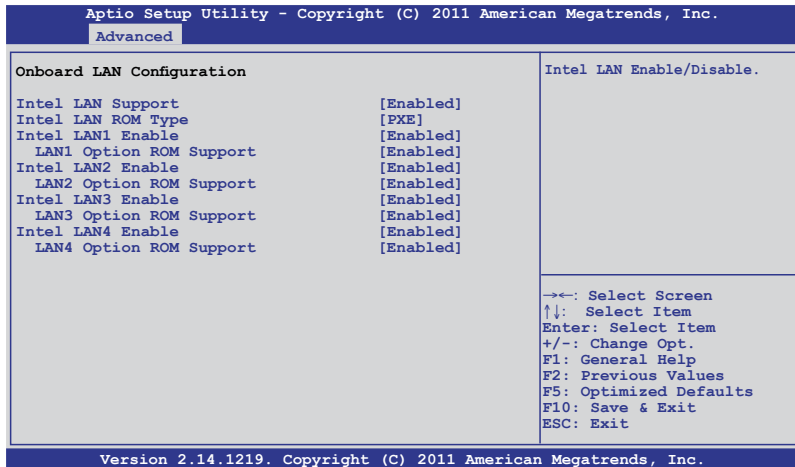 Aptio Setup Utility - Copyright (C) 2011 American Megatrends, Inc.
Advanced
Onboard LAN Configuration
Intel LAN Support [Enabled]
Intel LAN ROM Type [PXE]
Intel LAN1 Enable [Enabled]
LAN1 Option ROM Support [Enabled]
Intel LAN2 Enable [Enabled]
LAN2 Option ROM Support [Enabled]
Intel LAN3 Enable [Enabled]
LAN3 Option ROM Support [Enabled]
Intel LAN4 Enable [Enabled]
LAN4 Option ROM Support [Enabled]
Intel LAN Enable/Disable.
→←: Select Screen
↑↓: Select Item
Enter: Select Item
+/-: Change Opt.
F1: General Help
F2: Previous Values
F5: Optimized Defaults
F10: Save & Exit
ESC: Exit
Version 2.14.1219. Copyright (C) 2011 American Megatrends, Inc.